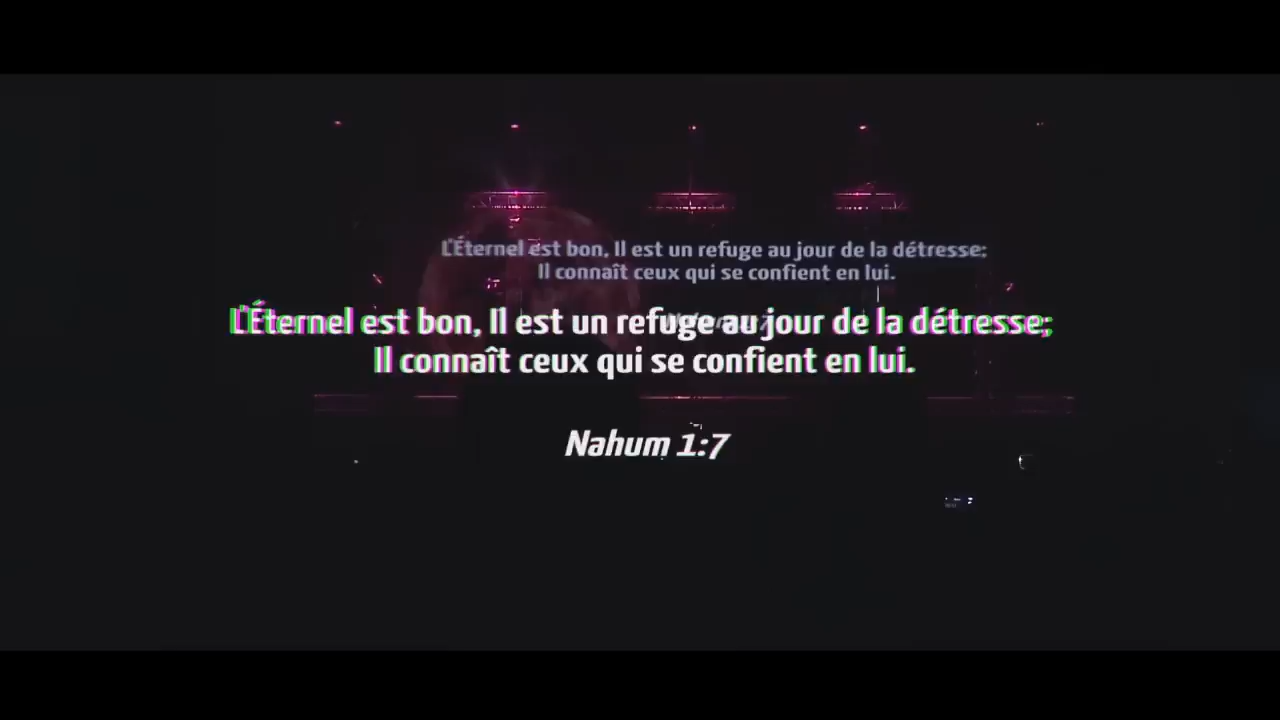 L'Éternel est bon, Il est un refuge au jour de la détresse;
Il connaît ceux qui se confient en lui.
L'Éternel est bon, Il est un refuge au jour de la détresse;
Il connaît ceux qui se confient en lui.
Nahum 1:7